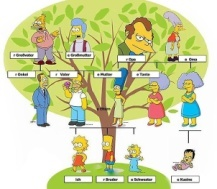 r Großvater e Großmutter r Opa e Oma
r Onkel r Vater e Mutter e Tante
Ich r Bruder e Schwester e Kusine